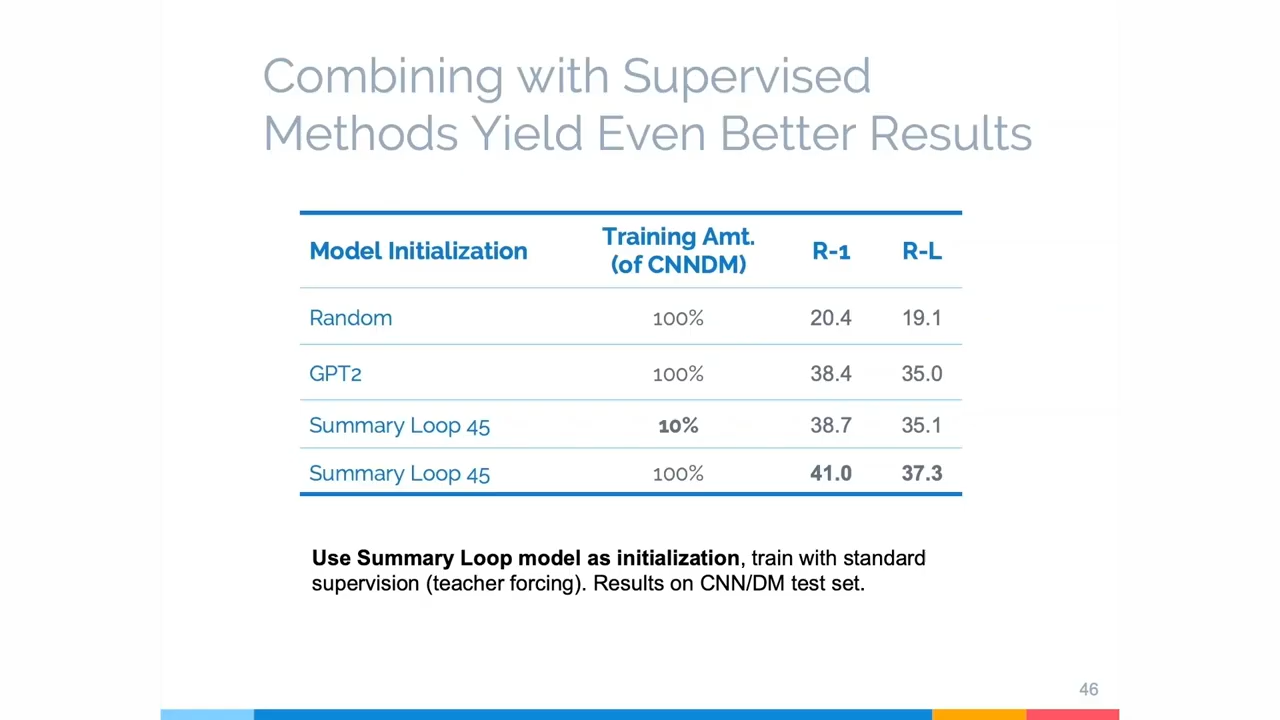 Combining with Supervised
Methods Yield Even Better Results
Model Initialization Training Amt. (of CNNDM) R-1 R-L
Random 100% 20.4 19.1
GPT2 100% 38.4 35.0
Summary Loop 45 10% 38.7 35.1
Summary Loop 45 100% 41.0 37.3
Use Summary Loop model as initialization, train with standard
supervision (teacher forcing). Results on CNN/DM test set.
46